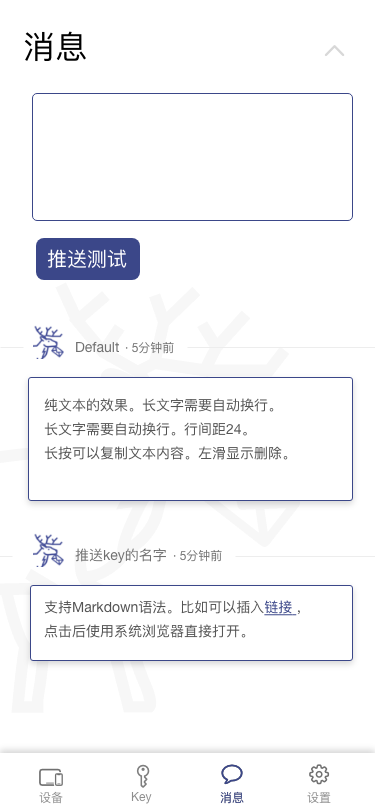 消息
推送测试
Default · 5分钟前
纯文本的效果。长文字需要自动换行。
长文字需要自动换行。行间距24。
长按可以复制文本内容。左滑显示删除。
推送key的名字 · 5分钟前
支持Markdown语法。比如可以插入链接 ，
点击后使用系统浏览器直接打开。
设备 Key 消息 设置